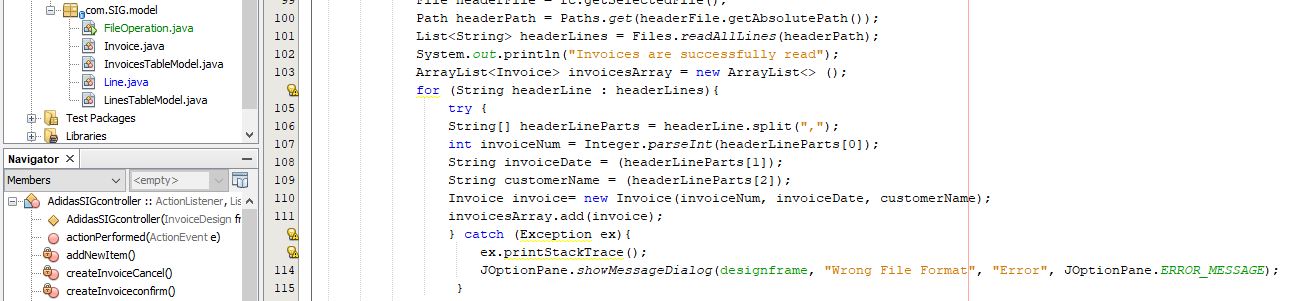 com.SIG.model
FileOperation.java
Invoice.java
InvoicesTableModel.java
Line.java
LinesTableModel.java
Test Packages
Libraries
Navigator ×
Members
<empty>
AdidasSIGcontroller :: ActionListener, Lis
AdidasSIGcontroller(InvoiceDesign fr
actionPerformed(ActionEvent e)
addNewItem()
createInvoiceCancel()
createInvoiceconfirm()
99 File headerFile = fc.getSelectedFile();
100 Path headerPath = Paths.get(headerFile.getAbsolutePath());
101 List<String> headerLines = Files.readAllLines(headerPath);
102 System.out.println("Invoices are successfully read");
103 ArrayList<Invoice> invoicesArray = new ArrayList<> ();
for (String headerLine : headerLines){
105 try {
106 String[] headerLineParts = headerLine.split(",");
107 int invoiceNum = Integer.parseInt(headerLineParts[0]);
108 String invoiceDate = (headerLineParts[1]);
109 String customerName = (headerLineParts[2]);
110 Invoice invoice= new Invoice(invoiceNum, invoiceDate, customerName);
111 invoicesArray.add(invoice);
} catch (Exception ex){
ex.printStackTrace();
114 JOptionPane.showMessageDialog(designframe, "Wrong File Format", "Error", JOptionPane.ERROR_MESSAGE);
115 }